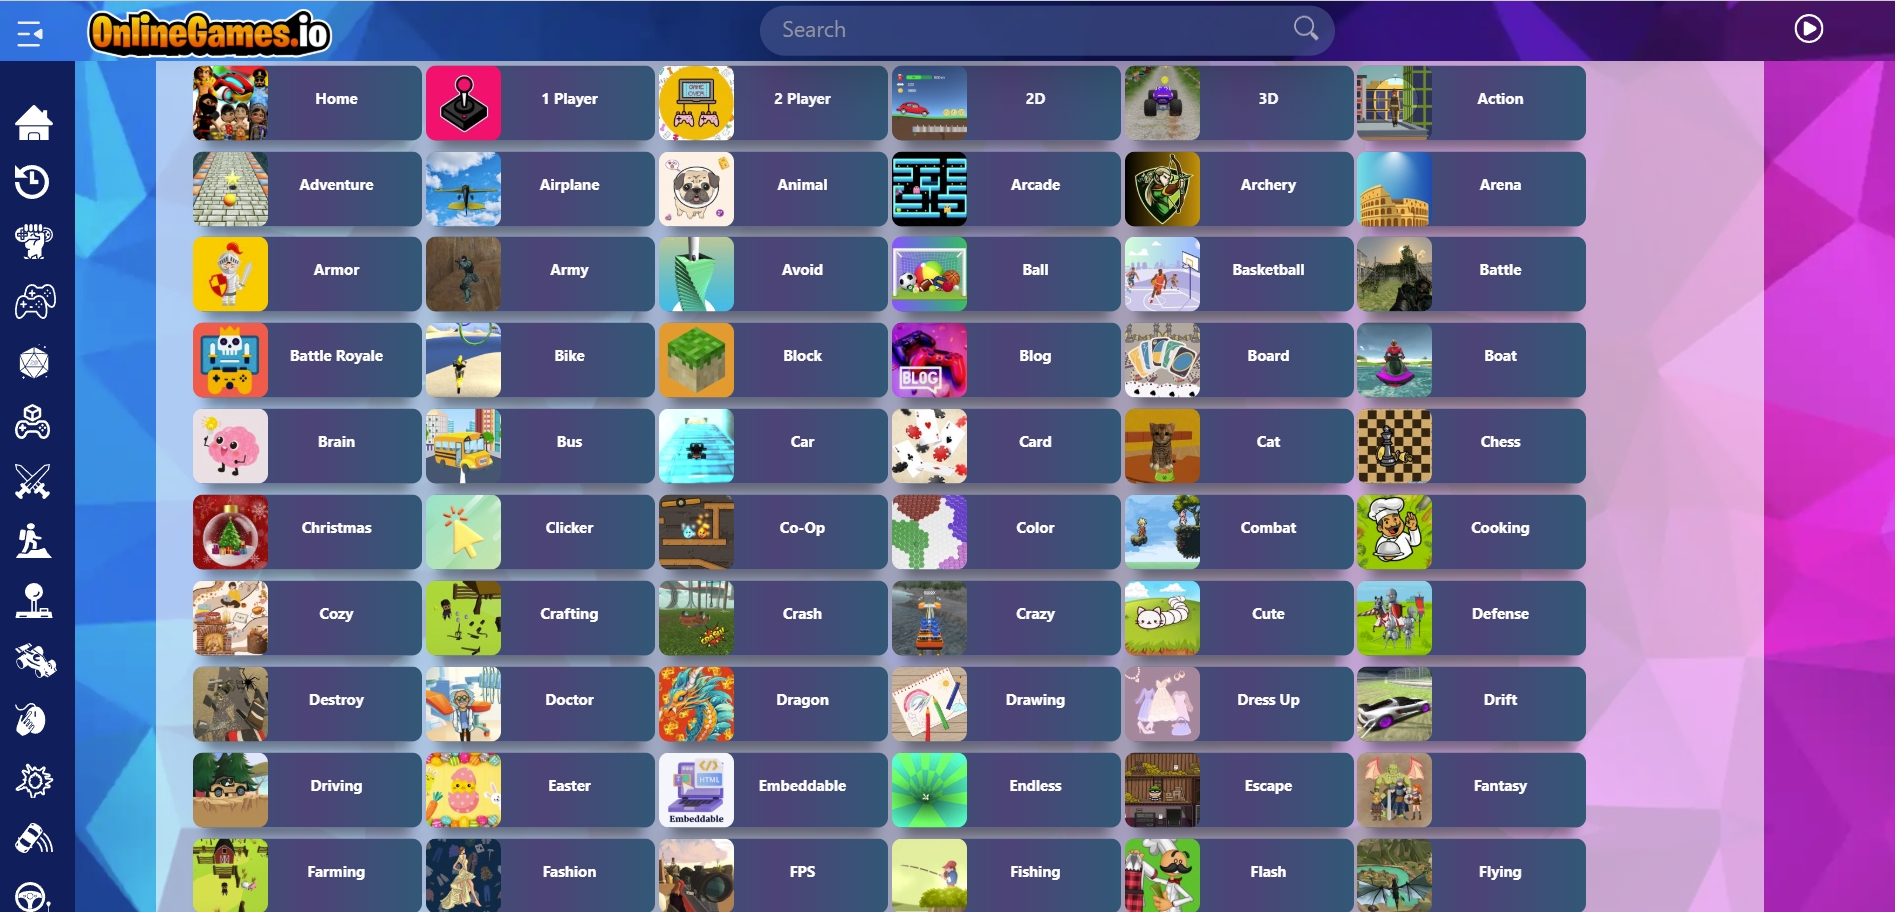 OnlineGames.io
Search
Home
1 Player
2 Player
2D
3D
Action
Adventure
Airplane
Animal
Arcade
Archery
Arena
Armor
Army
Avoid
Ball
Basketball
Battle
Battle Royale
Bike
Block
BLOG
Blog
Board
Boat
Brain
Bus
Car
Card
Cat
Chess
Christmas
Clicker
Co-Op
Color
Combat
Cooking
Cozy
Crafting
Crash
Crazy
Cute
Defense
Destroy
Doctor
Dragon
Drawing
Dress Up
Drift
Driving
Easter
HTML
Embeddable
Embeddable
Endless
Escape
Fantasy
Farming
Fashion
FPS
Fishing
Flash
Flying